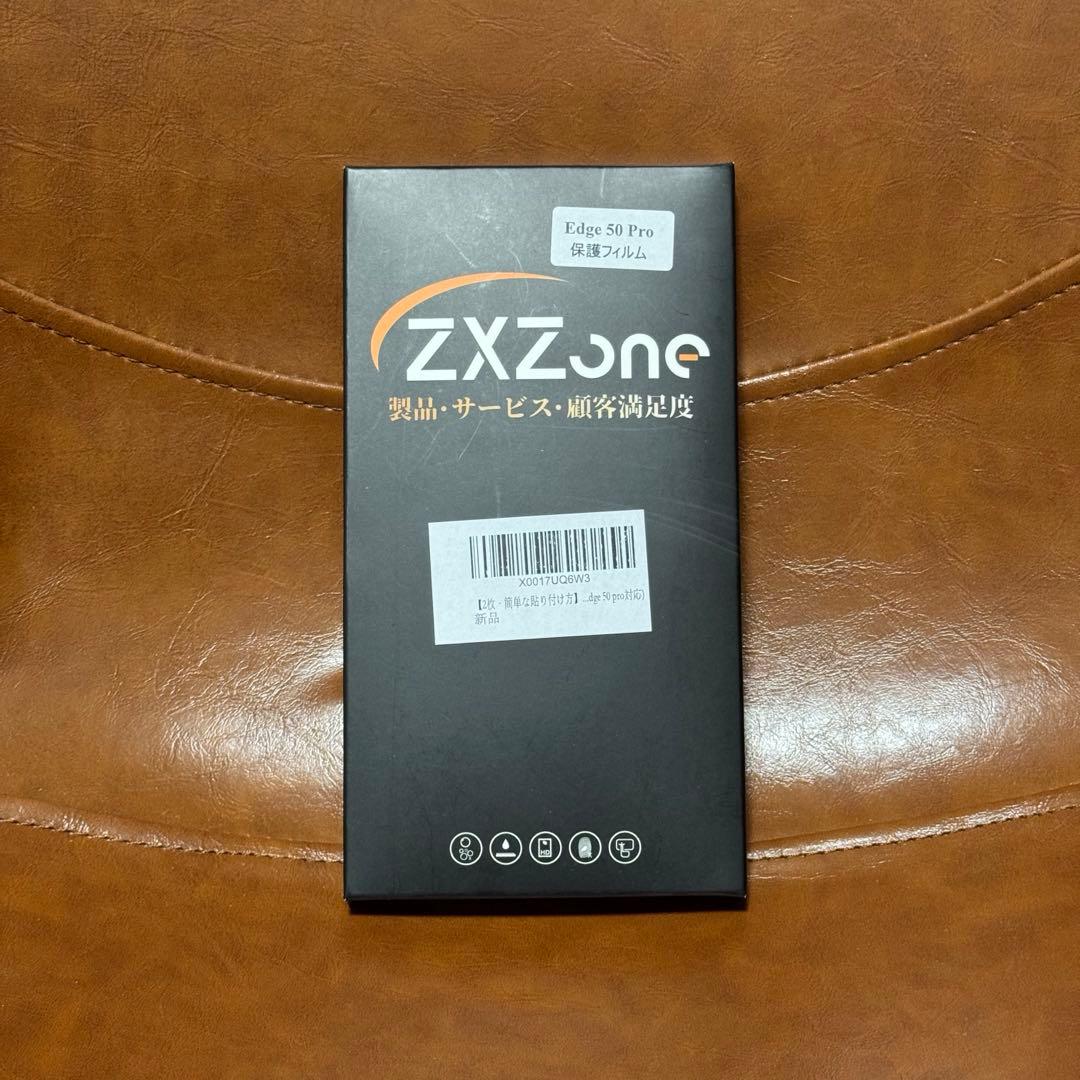 Edge 50 Pro
保護フィルム
ZXZone
製品・サービス・顧客満足度
X0017UQ6W3
【2枚 - 簡単な貼り付け方】...dge 50 pro対応)
新品
HD